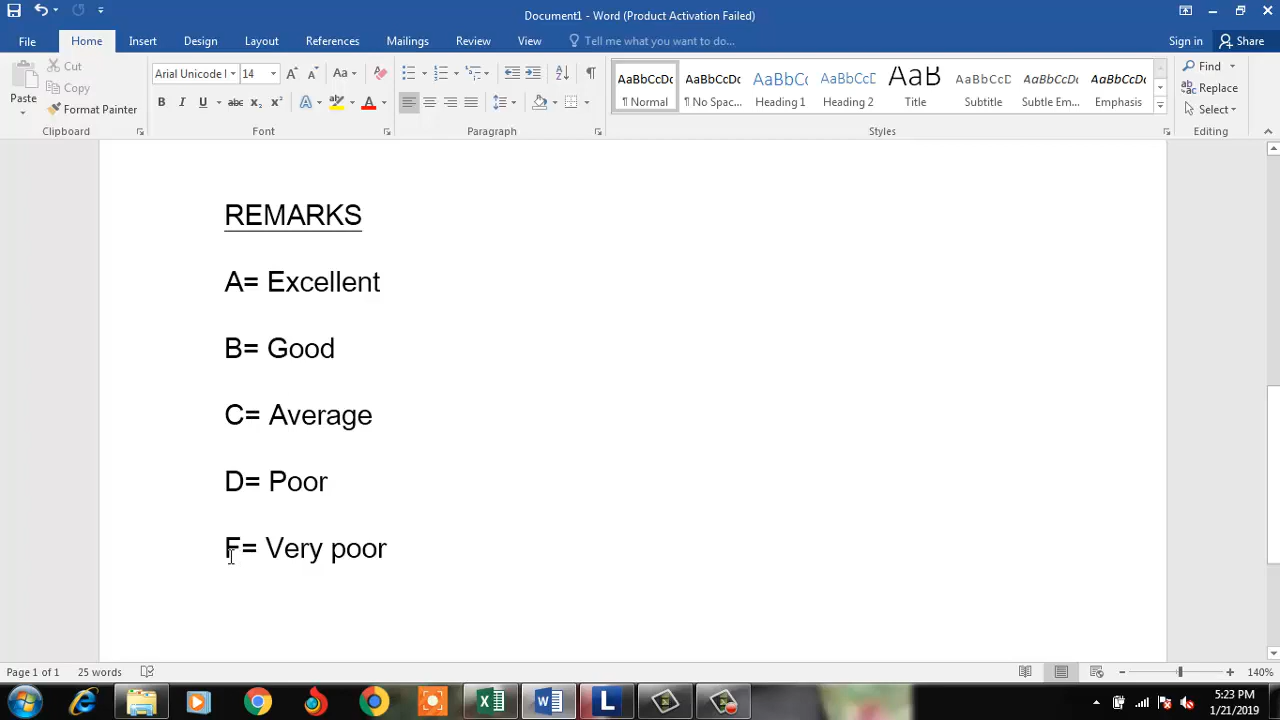 Document1 - Word (Product Activation Failed)
File Home Insert Design Layout References Mailings Review View Tell me what you want to do... Sign in Share
Paste Cut Copy Format Painter
Clipboard
Arial Unicode 14
Font
Paragraph
AaBbCcDc AaBbCcDc AaBbC AaBbCcD AaB AaBbCcD AaBbCcDc AaBbCcDc
¶ Normal ¶ No Spac... Heading 1 Heading 2 Title Subtitle Subtle Em... Emphasis
Styles
Find
Replace
Select
Editing
REMARKS
A= Excellent
B= Good
C= Average
D= Poor
F= Very poor
Page 1 of 1 25 words 140%
5:23 PM
1/21/2019